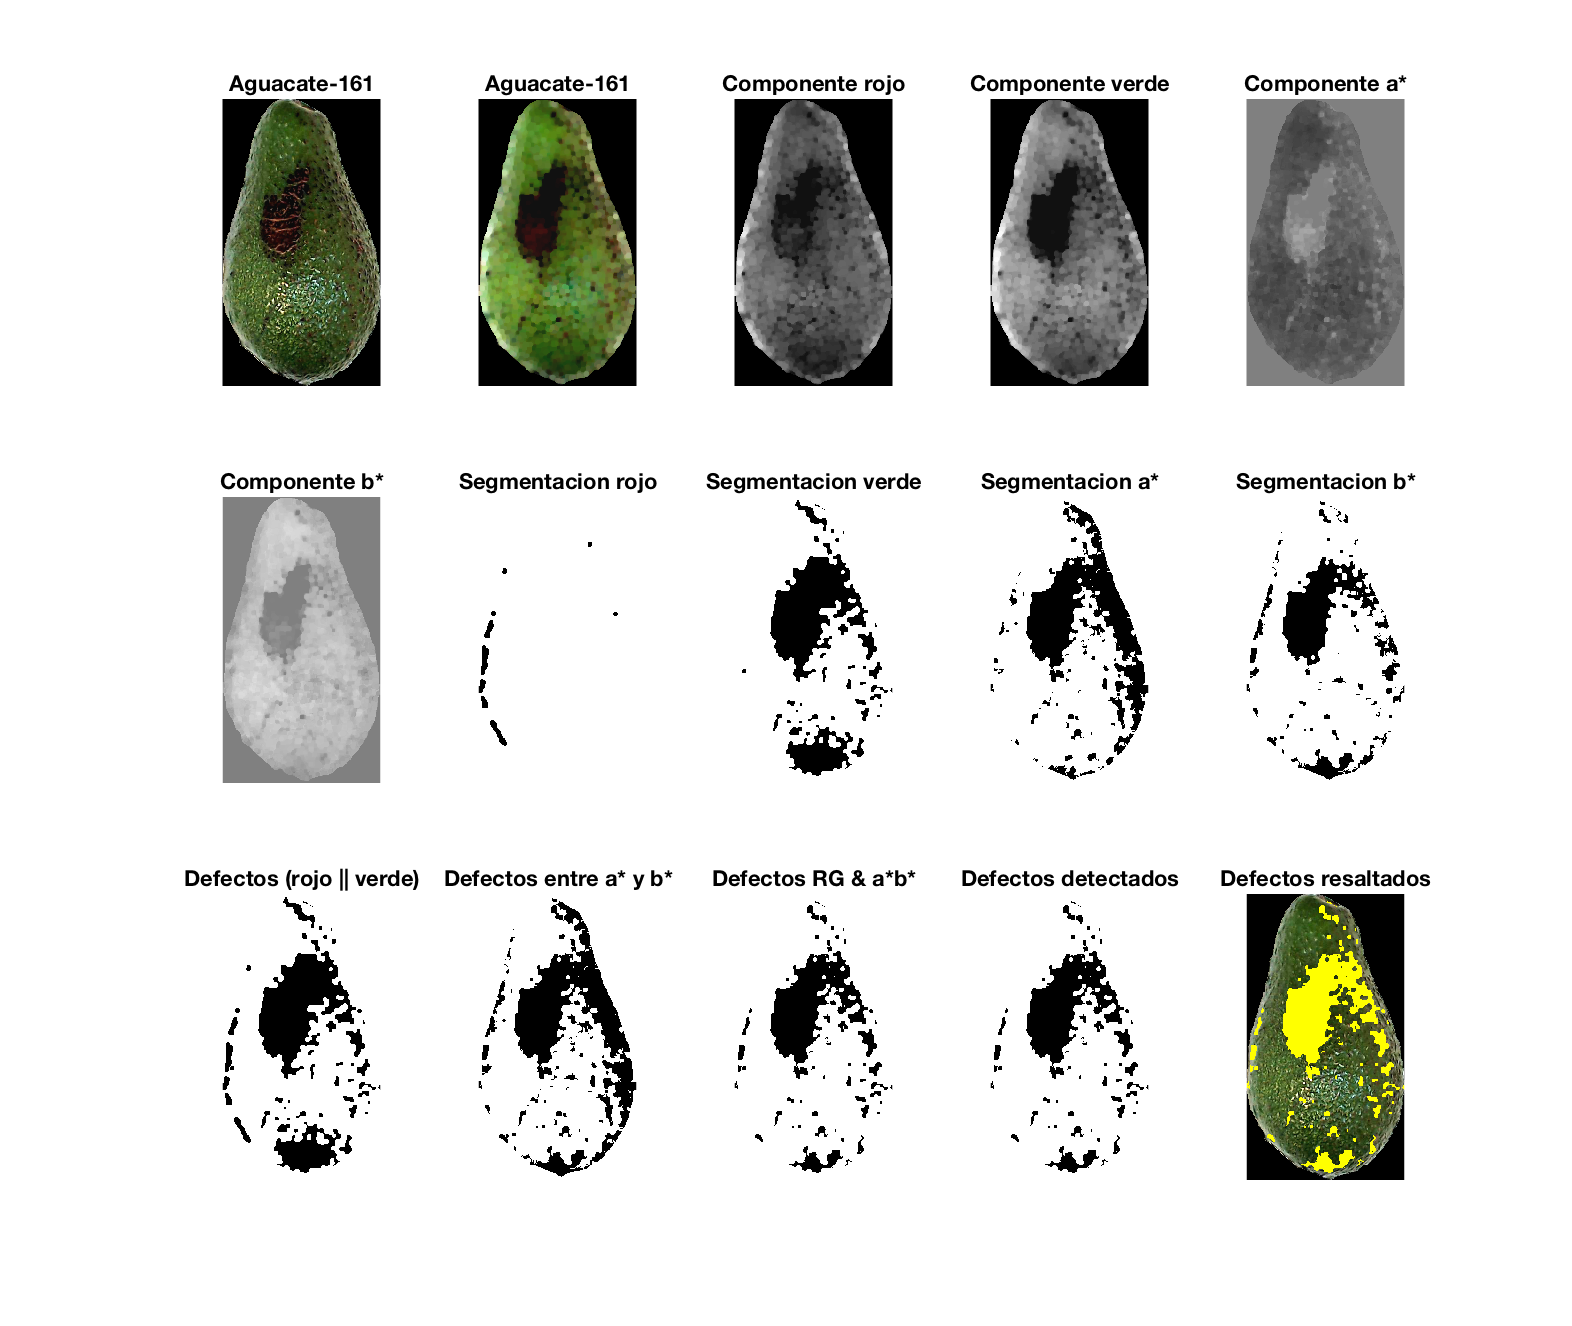 Aguacate-161
Aguacate-161
Componente rojo
Componente verde
Componente a*
Componente b*
Segmentacion rojo
Segmentacion verde
Segmentacion a*
Segmentacion b*
Defectos (rojo || verde)
Defectos entre a* y b*
Defectos RG & a*b*
Defectos detectados
Defectos resaltados